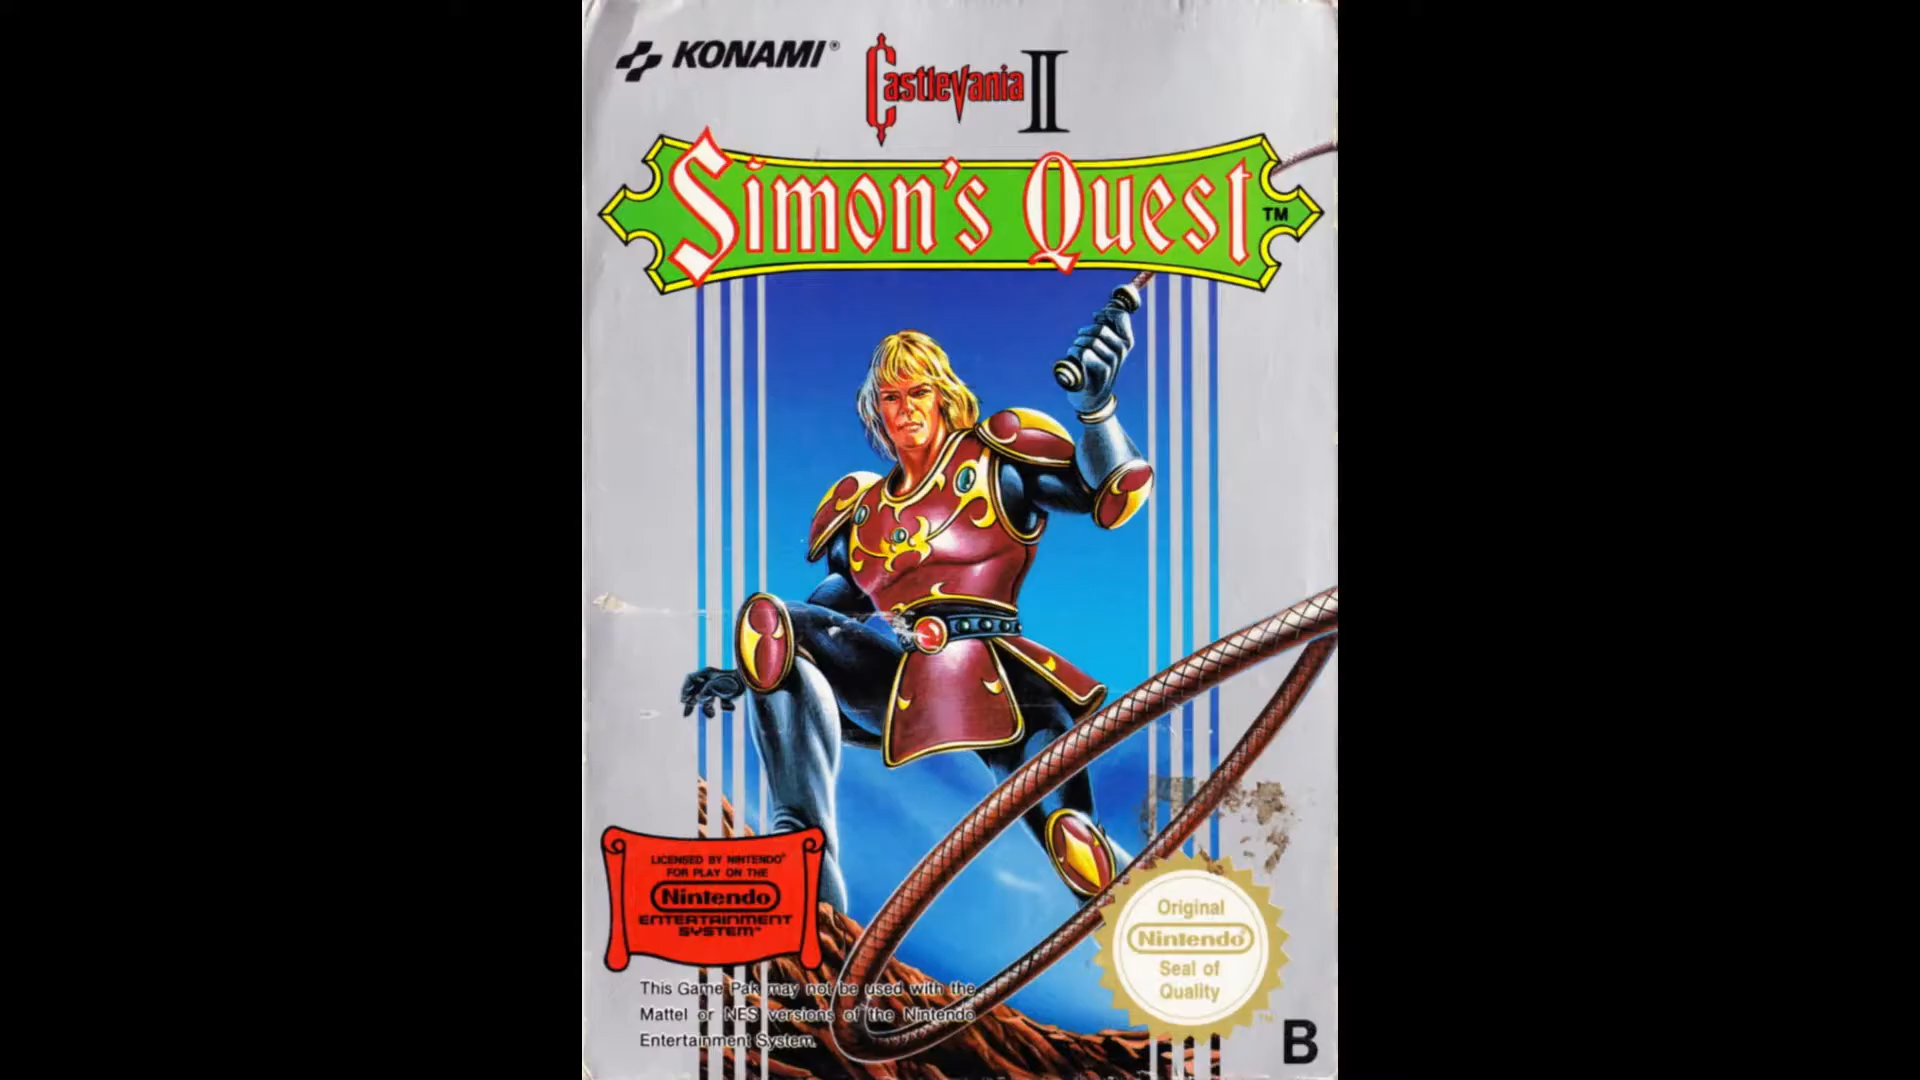 KONAMI®
Castlevania II
Simon's Quest™
LICENSED BY NINTENDO®
FOR PLAY ON THE
Nintendo
ENTERTAINMENT
SYSTEM™
Original
Nintendo®
Seal of
Quality
TM
This Game Pak may not be used with the
Mattel or NES versions of the Nintendo
Entertainment System.
B